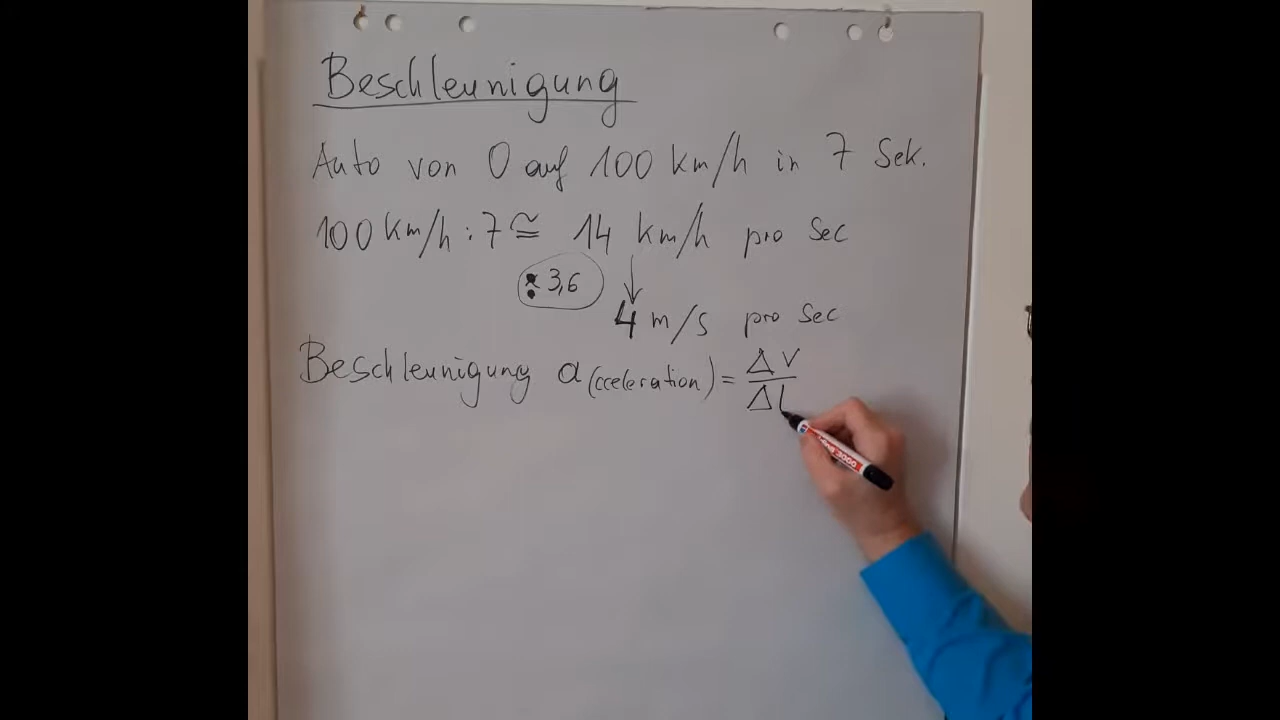 Beschleunigung
Auto von 0 auf 100 km/h in 7 Sek.
100 km/h : 7 ≅ 14 km/h pro Sec
: 3,6
4 m/s pro Sec
Beschleunigung a (cceleration) = ΔV / Δ